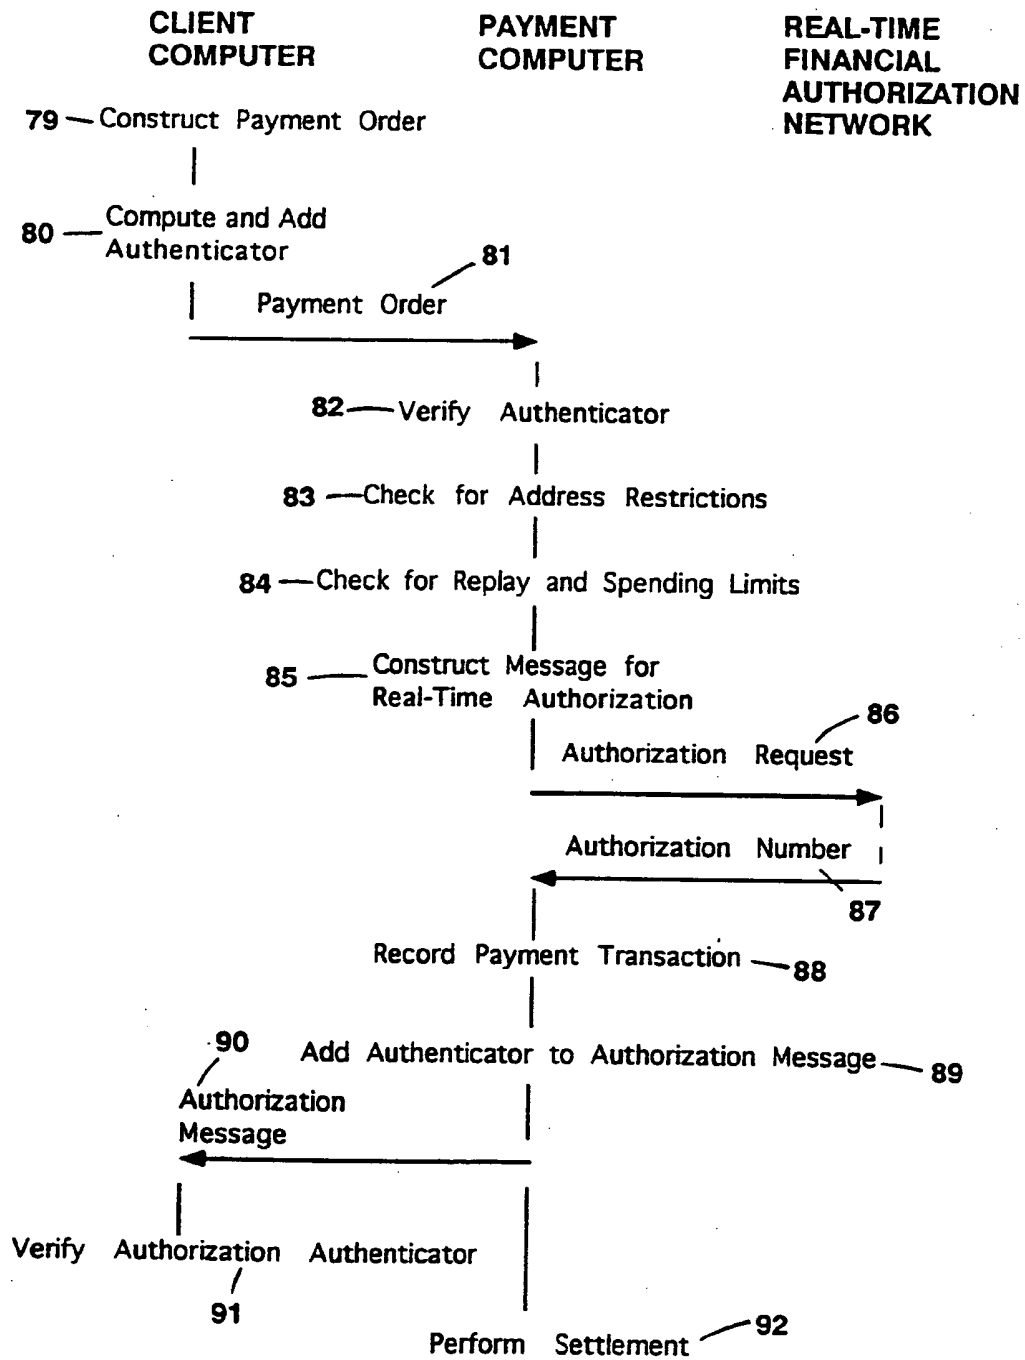 CLIENT
COMPUTER
PAYMENT
COMPUTER
REAL-TIME
FINANCIAL
AUTHORIZATION
NETWORK
79 Construct Payment Order
80 Compute and Add
Authenticator
81
Payment Order
82 Verify Authenticator
83 Check for Address Restrictions
84 Check for Replay and Spending Limits
85 Construct Message for
Real-Time Authorization
86
Authorization Request
Authorization Number
87
Record Payment Transaction 88
90
Add Authenticator to Authorization Message 89
Authorization
Message
Verify Authorization Authenticator
91
Perform Settlement 92